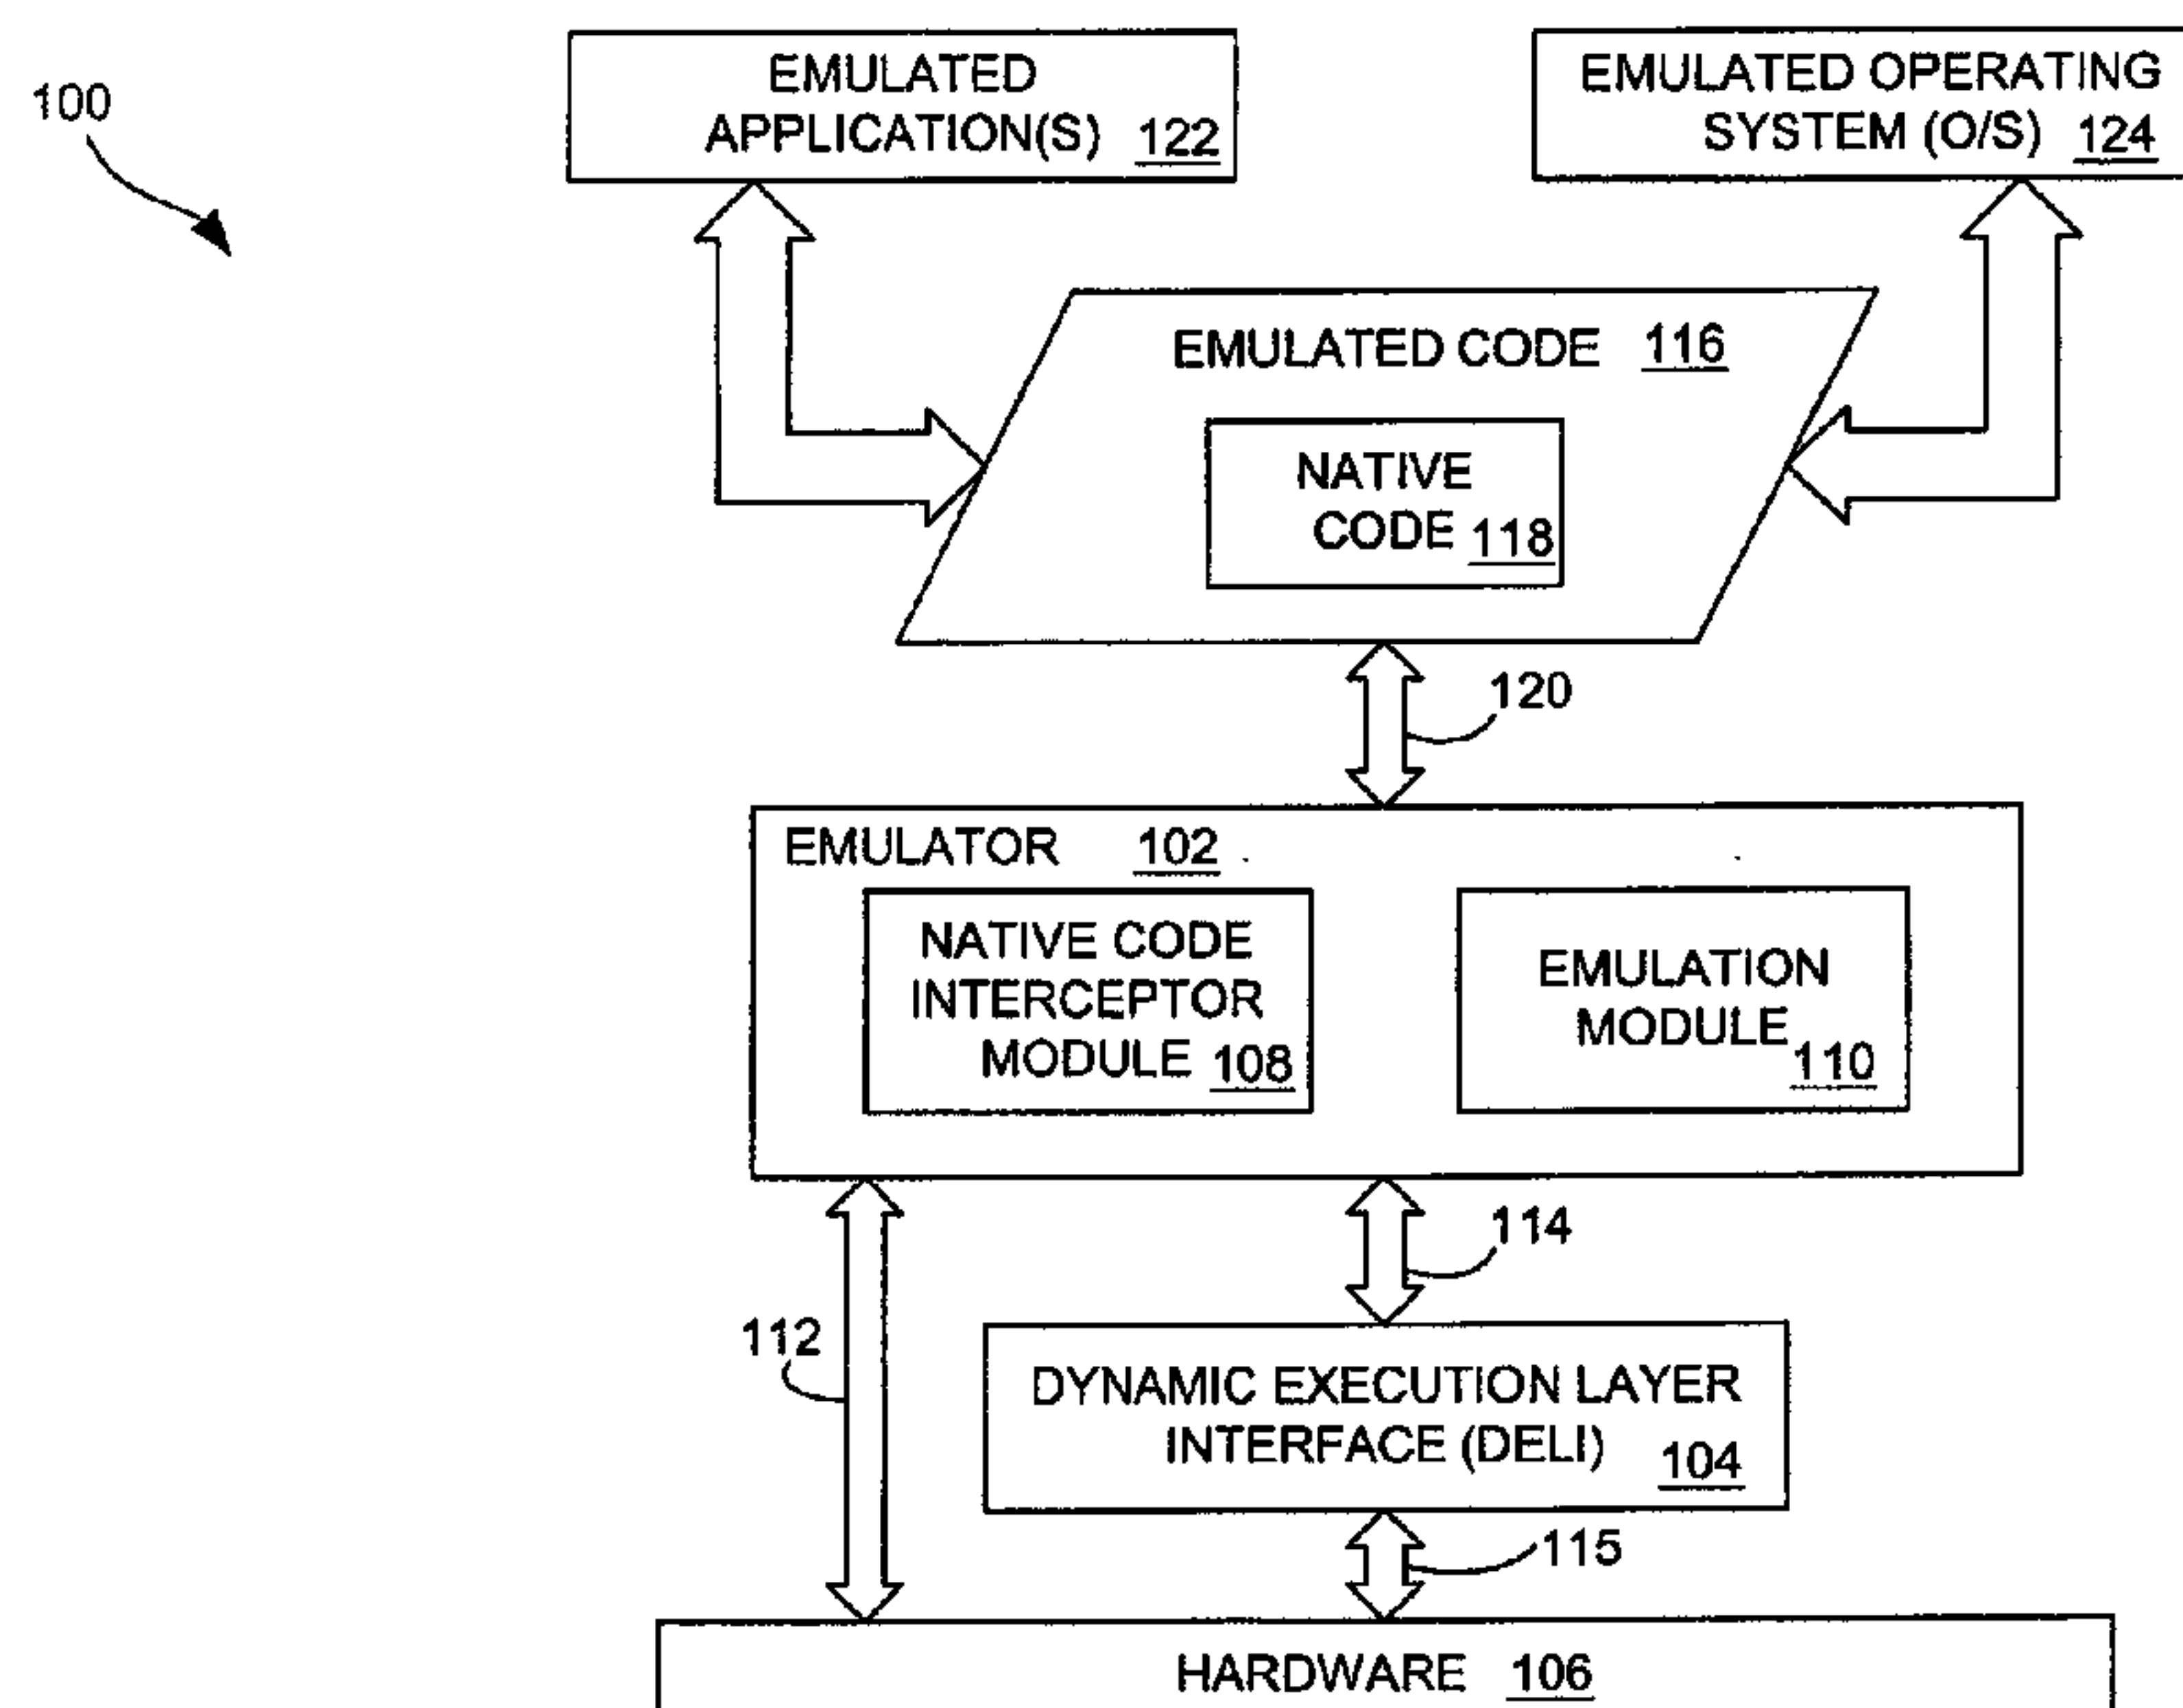 100
EMULATED
APPLICATION(S) 122
EMULATED OPERATING
SYSTEM (O/S) 124
EMULATED CODE 116
NATIVE
CODE 118
120
EMULATOR 102
NATIVE CODE
INTERCEPTOR
MODULE 108
EMULATION
MODULE 110
114
112
DYNAMIC EXECUTION LAYER
INTERFACE (DELI) 104
115
HARDWARE 106